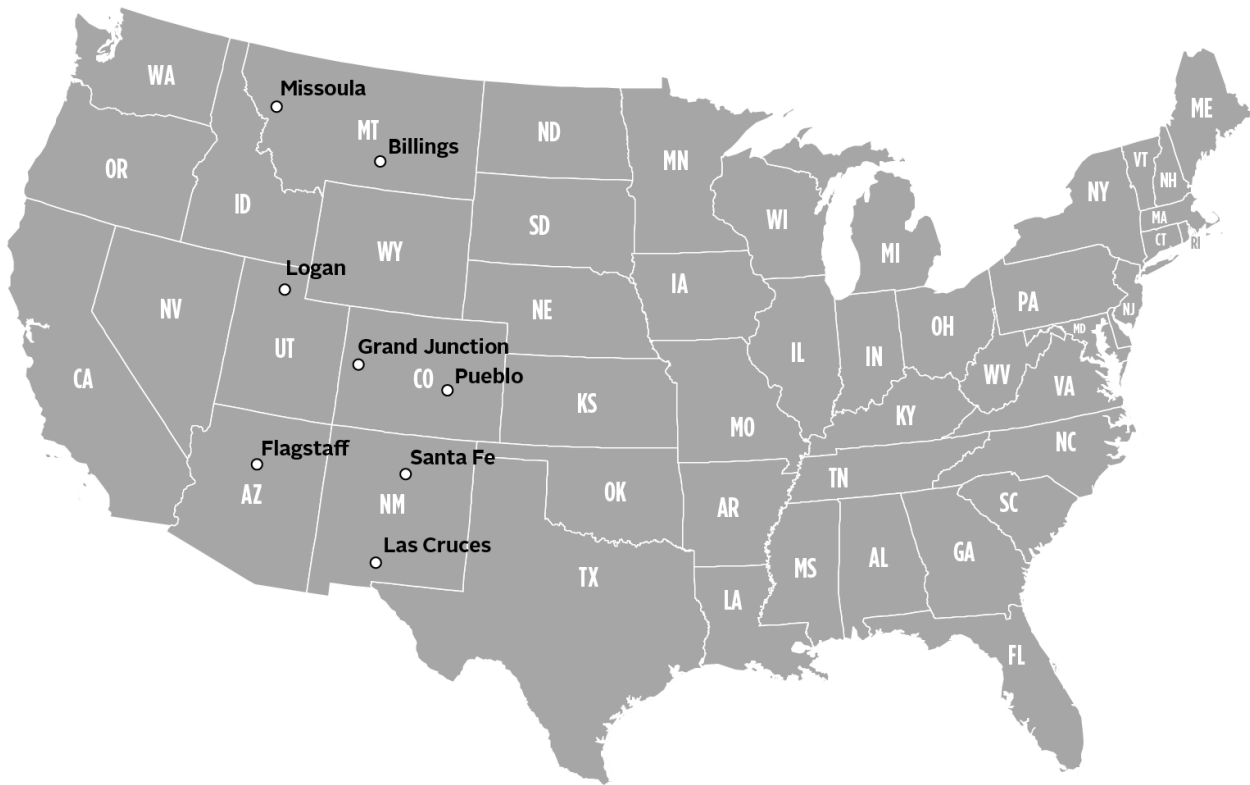 WA
Missoula
MT
Billings
ND
MN
ME
OR
ID
VT
NH
NY
WI
SD
MA
CT
RI
WY
MI
Logan
IA
PA
NV
NE
NJ
MD
OH
UT
Grand Junction
IL
IN
CA
CO
Pueblo
WV
VA
KS
KY
MO
NC
Flagstaff
Santa Fe
TN
AZ
NM
OK
AR
SC
Las Cruces
TX
MS
AL
GA
LA
FL